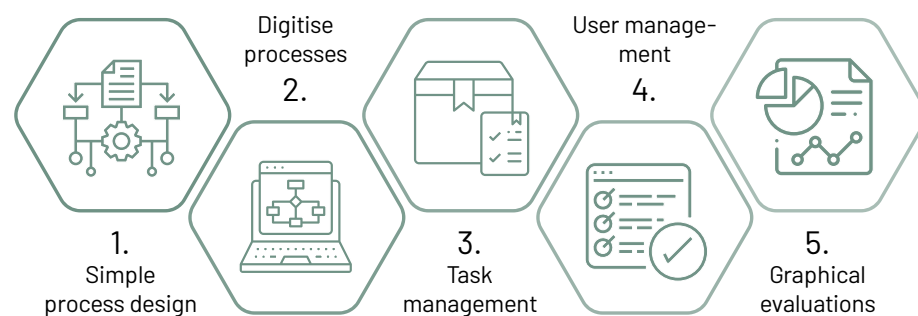 1.
Simple
process design
Digitise
processes
2.
3.
Task
management
User manage-
ment
4.
5.
Graphical
evaluations